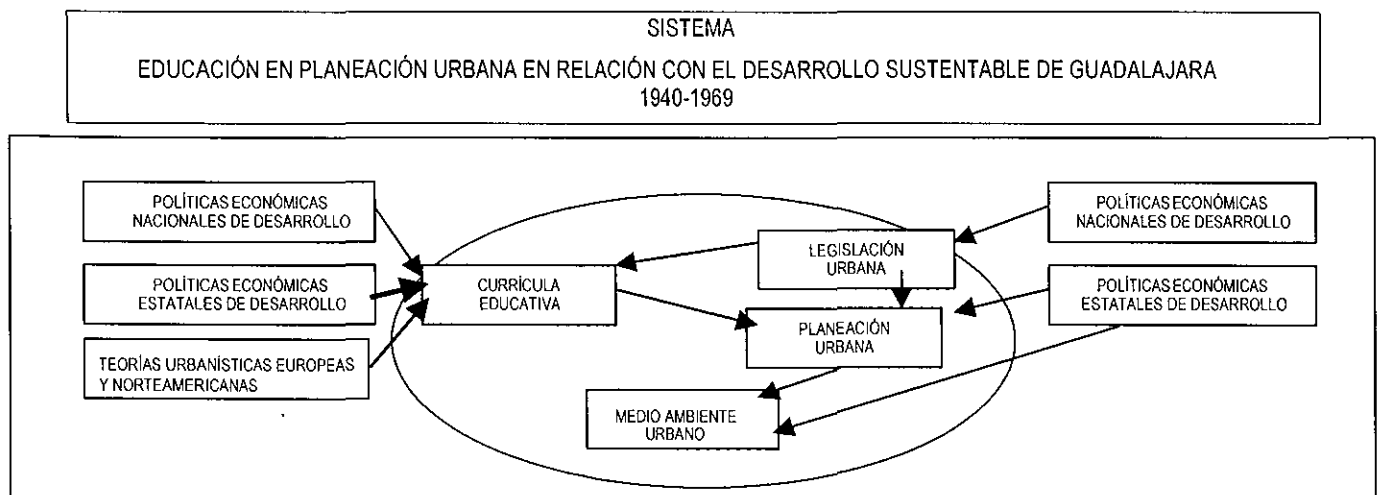 SISTEMA
EDUCACIÓN EN PLANEACIÓN URBANA EN RELACIÓN CON EL DESARROLLO SUSTENTABLE DE GUADALAJARA
1940-1969
POLÍTICAS ECONÓMICAS
NACIONALES DE DESARROLLO
POLÍTICAS ECONÓMICAS
ESTATALES DE DESARROLLO
TEORÍAS URBANÍSTICAS EUROPEAS
Y NORTEAMERICANAS
CURRÍCULA
EDUCATIVA
LEGISLACIÓN
URBANA
PLANEACIÓN
URBANA
MEDIO AMBIENTE
URBANO
POLÍTICAS ECONÓMICAS
NACIONALES DE DESARROLLO
POLÍTICAS ECONÓMICAS
ESTATALES DE DESARROLLO